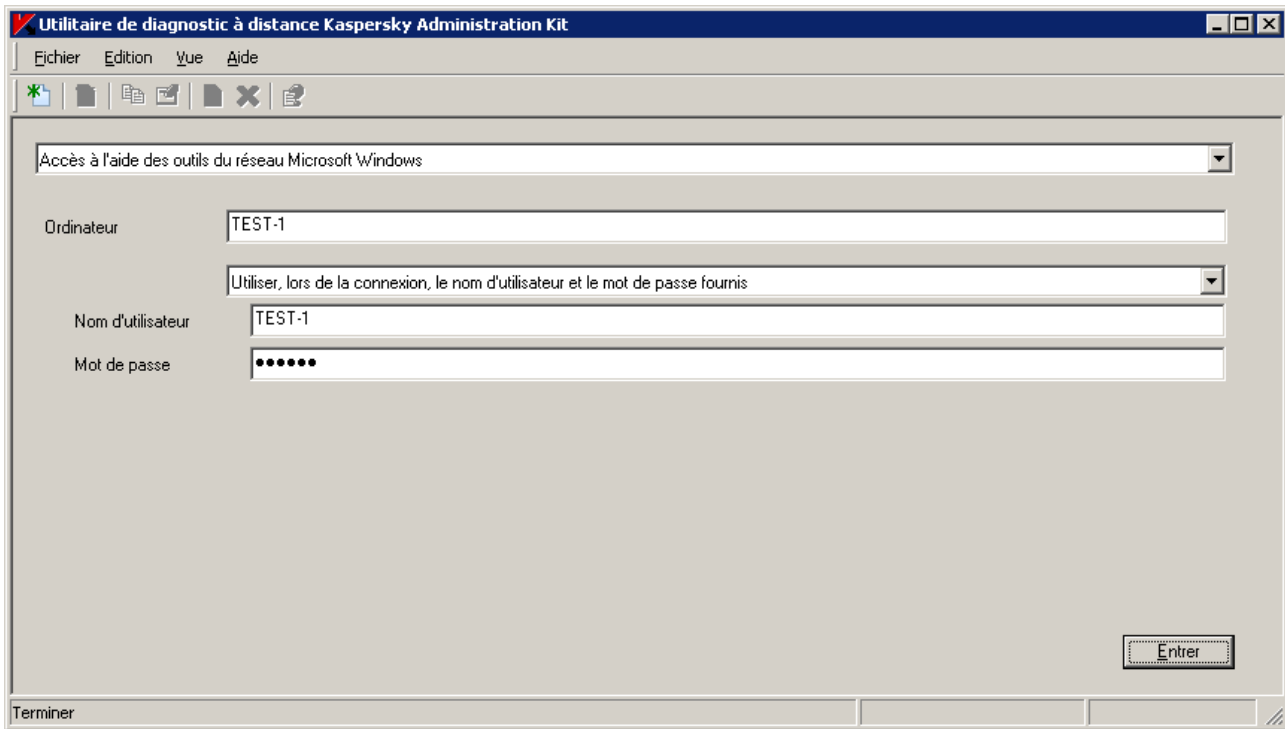 Utilitaire de diagnostic à distance Kaspersky Administration Kit
Fichier Edition Vue Aide
Accès à l'aide des outils du réseau Microsoft Windows
Ordinateur TEST-1
Utiliser, lors de la connexion, le nom d'utilisateur et le mot de passe fournis
Nom d'utilisateur TEST-1
Mot de passe ••••••
Entrer
Terminer